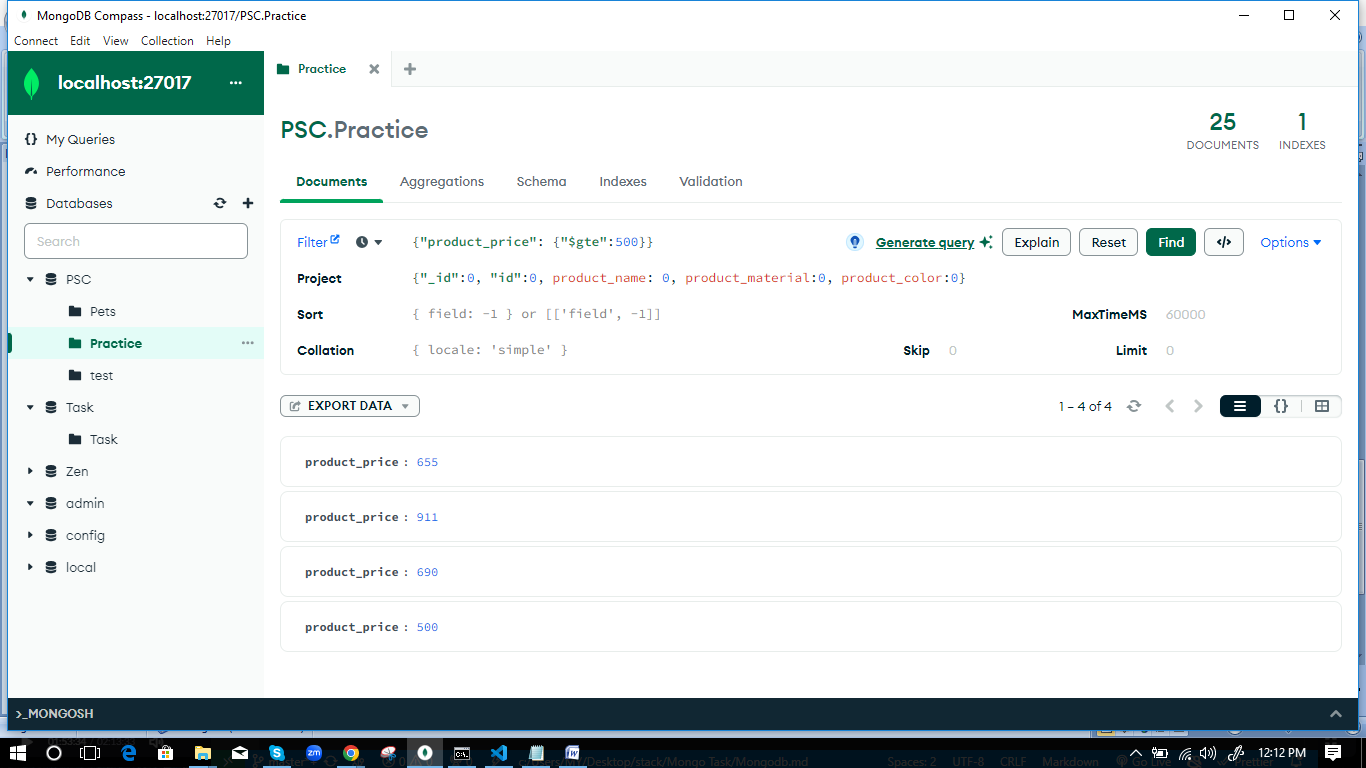 MongoDB Compass - localhost:27017/PSC.Practice
Connect Edit View Collection Help
localhost:27017 ...
Practice
{} My Queries
Performance
Databases
Search
PSC
Pets
Practice ...
test
Task
Task
Zen
admin
config
local
PSC.Practice
25
DOCUMENTS
1
INDEXES
Documents Aggregations Schema Indexes Validation
Filter {"product_price": {"$gte":500}} Generate query Explain Reset Find </> Options
Project {"_id":0, "id":0, product_name: 0, product_material:0, product_color:0}
Sort { field: -1 } or [['field', -1]] MaxTimeMS 60000
Collation { locale: 'simple' } Skip 0 Limit 0
EXPORT DATA 1 – 4 of 4 {}
product_price : 655
product_price : 911
product_price : 690
product_price : 500
>_MONGOSH
12:12 PM